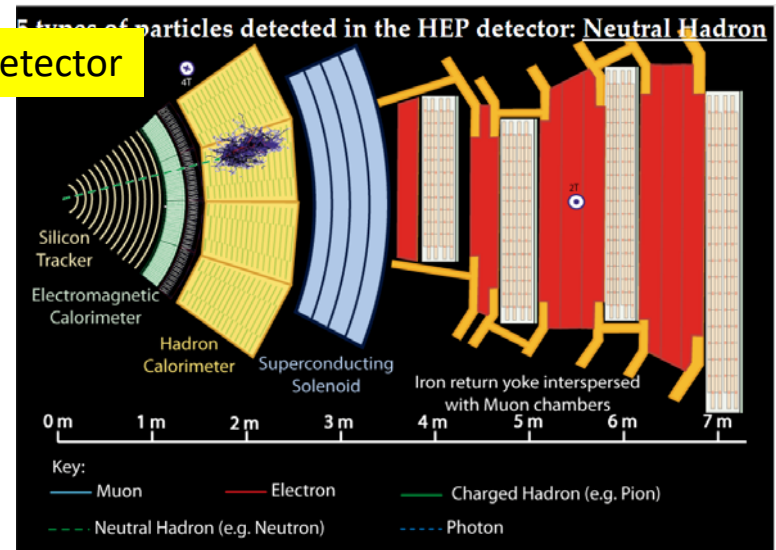 5 types of particles detected in the HEP detector: Neutral Hadron
etector
4T
2T
Silicon
Tracker
Electromagnetic
Calorimeter
Hadron
Calorimeter
Superconducting
Solenoid
Iron return yoke interspersed
with Muon chambers
0 m 1 m 2 m 3 m 4 m 5 m 6 m 7 m
Key:
Muon Electron Charged Hadron (e.g. Pion)
Neutral Hadron (e.g. Neutron) Photon